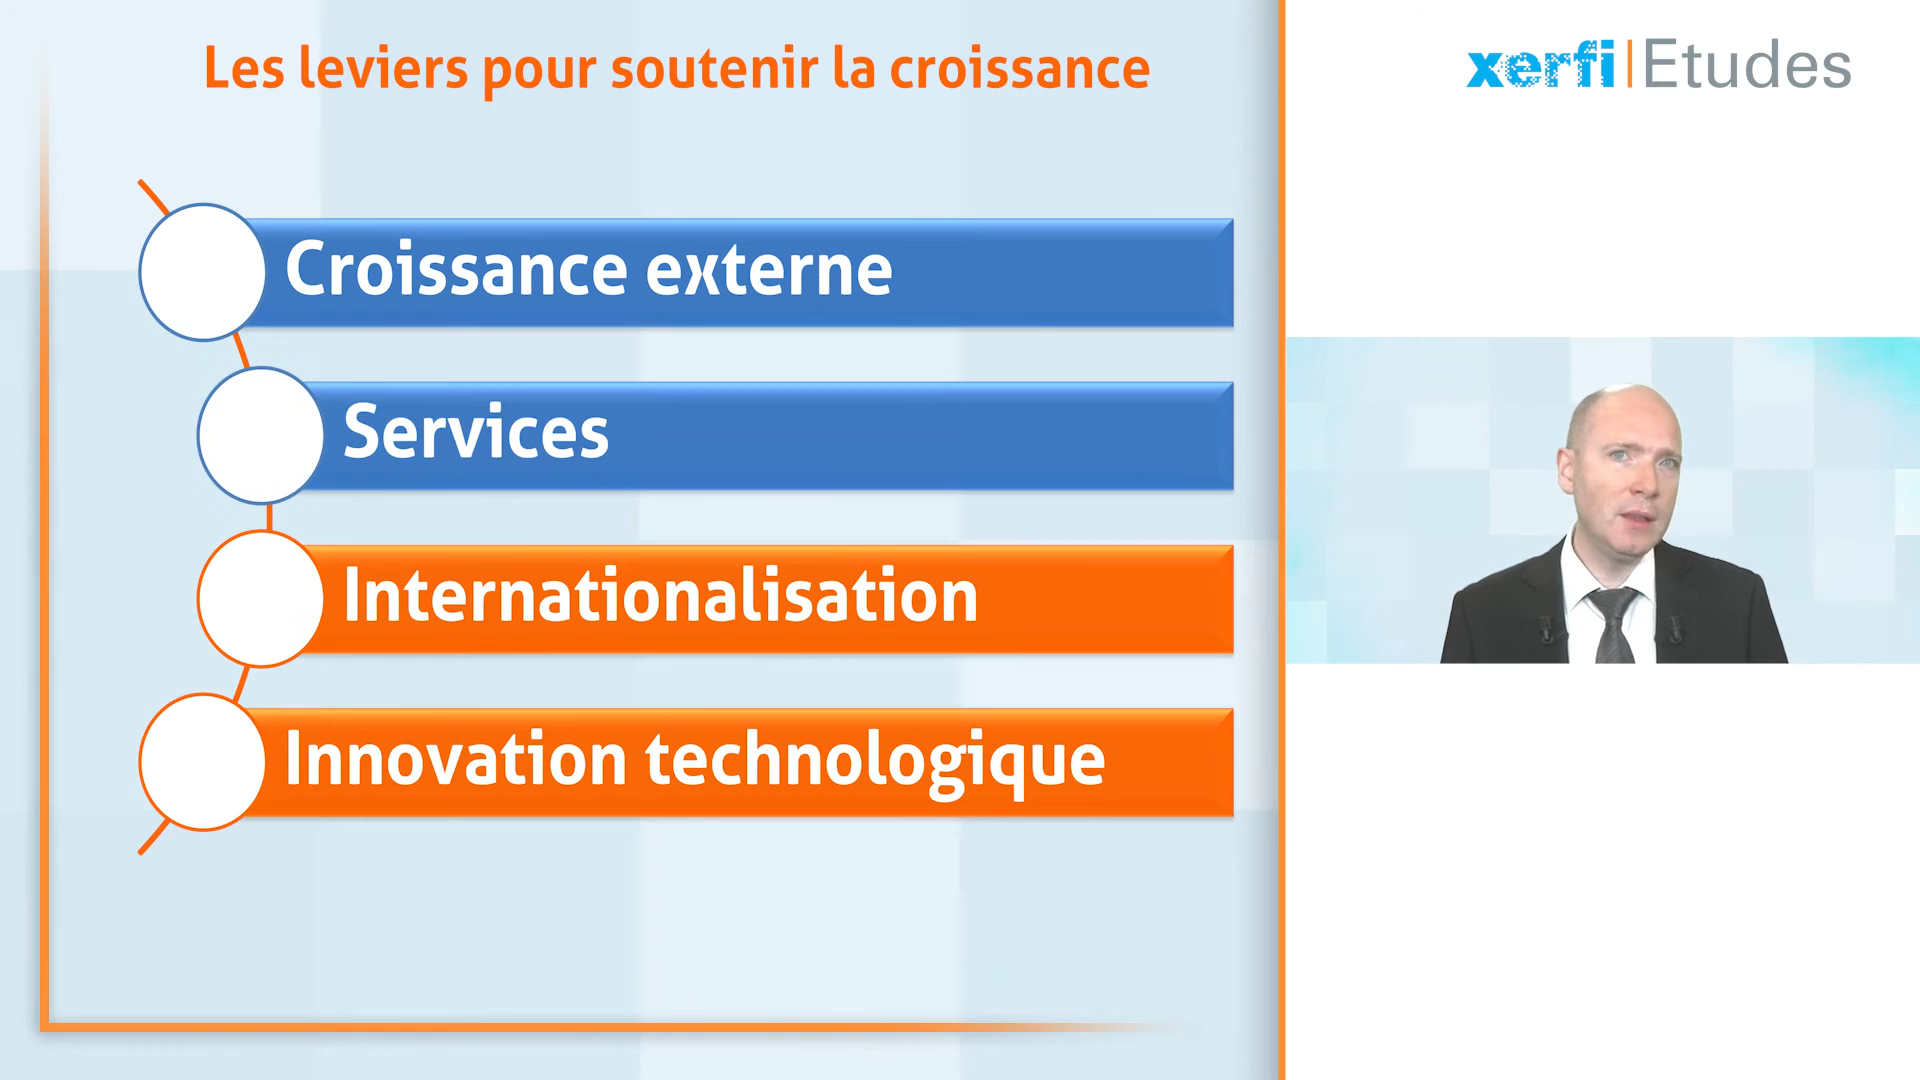 Les leviers pour soutenir la croissance
xerfi Etudes
Croissance externe
Services
Internationalisation
Innovation technologique